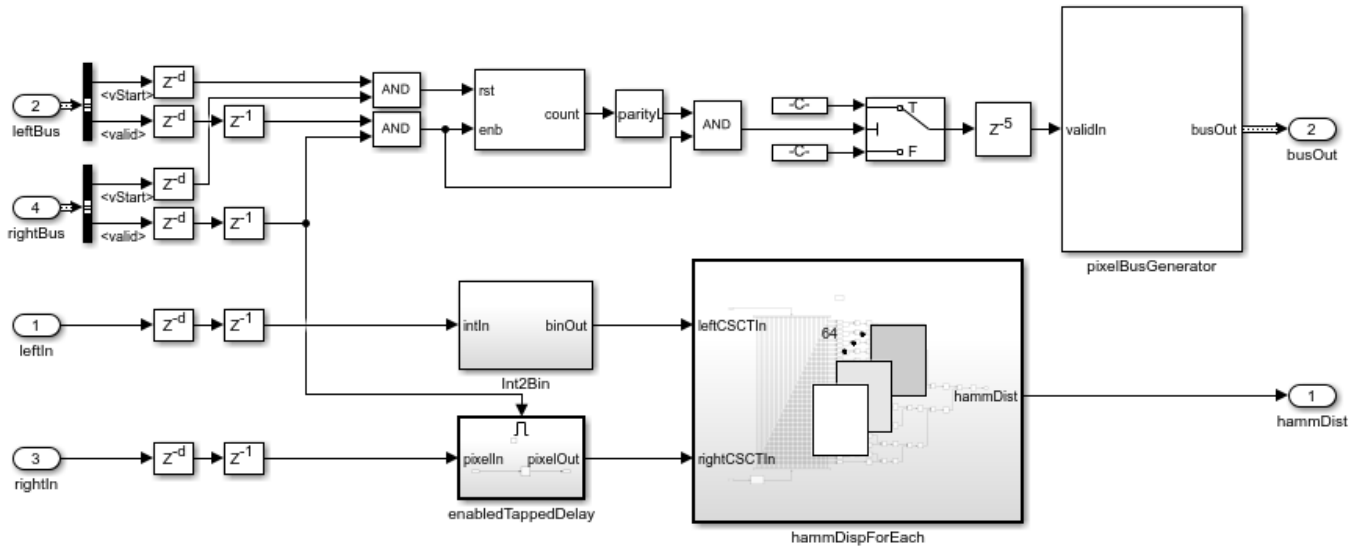 2
leftBus
<vStart>
<valid>
Z-d
Z-d
Z-1
AND
AND
rst
enb
count
parityL
AND
-C-
-C-
T
F
Z-5
validIn
busOut
pixelBusGenerator
2
busOut
4
rightBus
<vStart>
<valid>
Z-d
Z-d
Z-1
1
leftIn
Z-d
Z-1
intIn
binOut
Int2Bin
3
rightIn
Z-d
Z-1
pixelIn
pixelOut
enabledTappedDelay
leftCSCTIn
rightCSCTIn
64
hammDist
hammDispForEach
1
hammDist